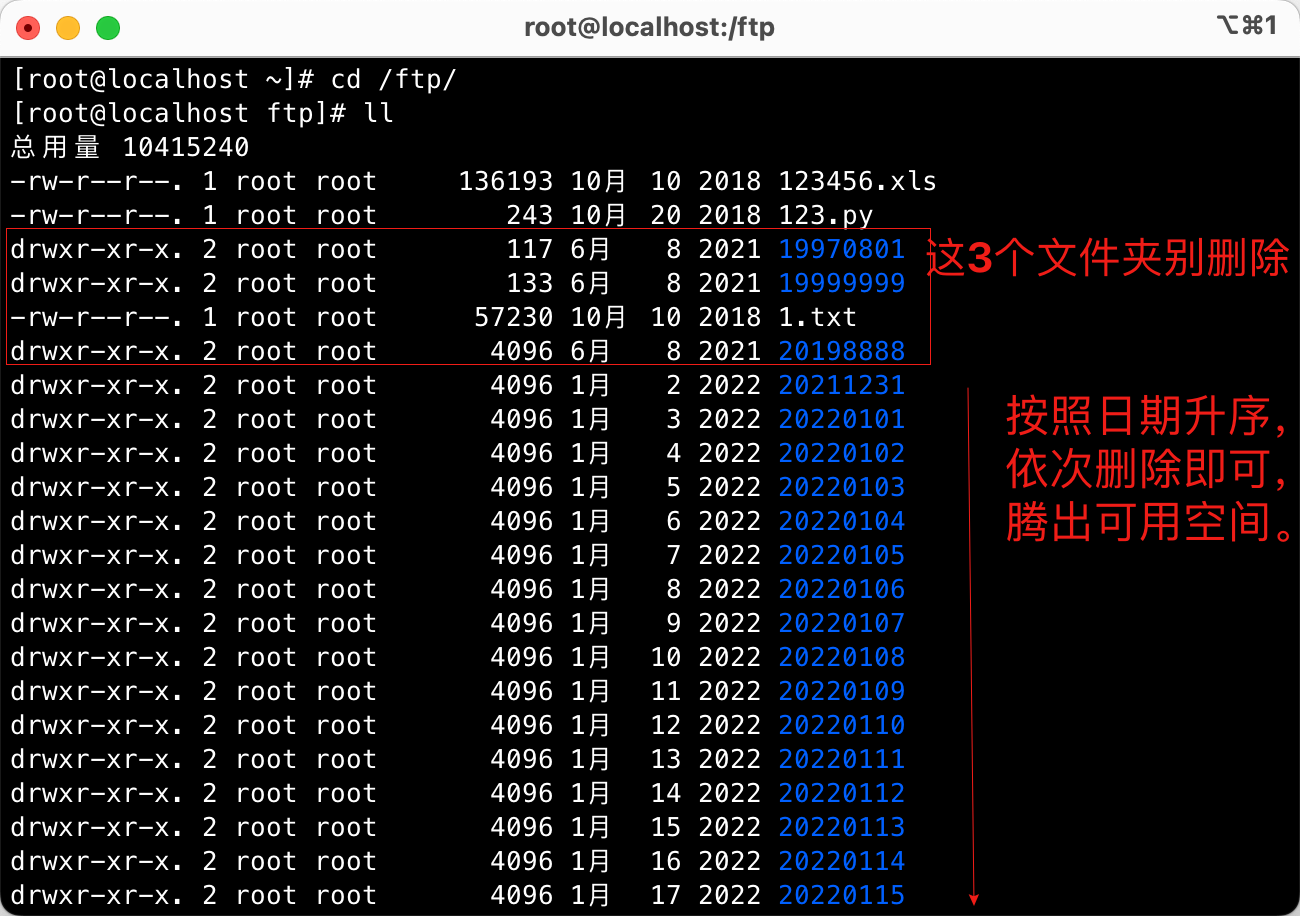 root@localhost:/ftp
⌥⌘1
[root@localhost ~]# cd /ftp/
[root@localhost ftp]# ll
总用量 10415240
-rw-r--r--. 1 root root 136193 10月 10 2018 123456.xls
-rw-r--r--. 1 root root 243 10月 20 2018 123.py
drwxr-xr-x. 2 root root 117 6月 8 2021 19970801
drwxr-xr-x. 2 root root 133 6月 8 2021 19999999
-rw-r--r--. 1 root root 57230 10月 10 2018 1.txt
drwxr-xr-x. 2 root root 4096 6月 8 2021 20198888
这3个文件夹别删除
drwxr-xr-x. 2 root root 4096 1月 2 2022 20211231
drwxr-xr-x. 2 root root 4096 1月 3 2022 20220101
drwxr-xr-x. 2 root root 4096 1月 4 2022 20220102
drwxr-xr-x. 2 root root 4096 1月 5 2022 20220103
drwxr-xr-x. 2 root root 4096 1月 6 2022 20220104
drwxr-xr-x. 2 root root 4096 1月 7 2022 20220105
drwxr-xr-x. 2 root root 4096 1月 8 2022 20220106
drwxr-xr-x. 2 root root 4096 1月 9 2022 20220107
drwxr-xr-x. 2 root root 4096 1月 10 2022 20220108
drwxr-xr-x. 2 root root 4096 1月 11 2022 20220109
drwxr-xr-x. 2 root root 4096 1月 12 2022 20220110
drwxr-xr-x. 2 root root 4096 1月 13 2022 20220111
drwxr-xr-x. 2 root root 4096 1月 14 2022 20220112
drwxr-xr-x. 2 root root 4096 1月 15 2022 20220113
drwxr-xr-x. 2 root root 4096 1月 16 2022 20220114
drwxr-xr-x. 2 root root 4096 1月 17 2022 20220115
按照日期升序，
依次删除即可，
腾出可用空间。